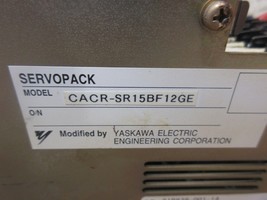 SERVOPACK
MODEL CACR-SR15BF12GE
O/N
Modified by YASKAWA ELECTRIC
ENGINEERING CORPORATION